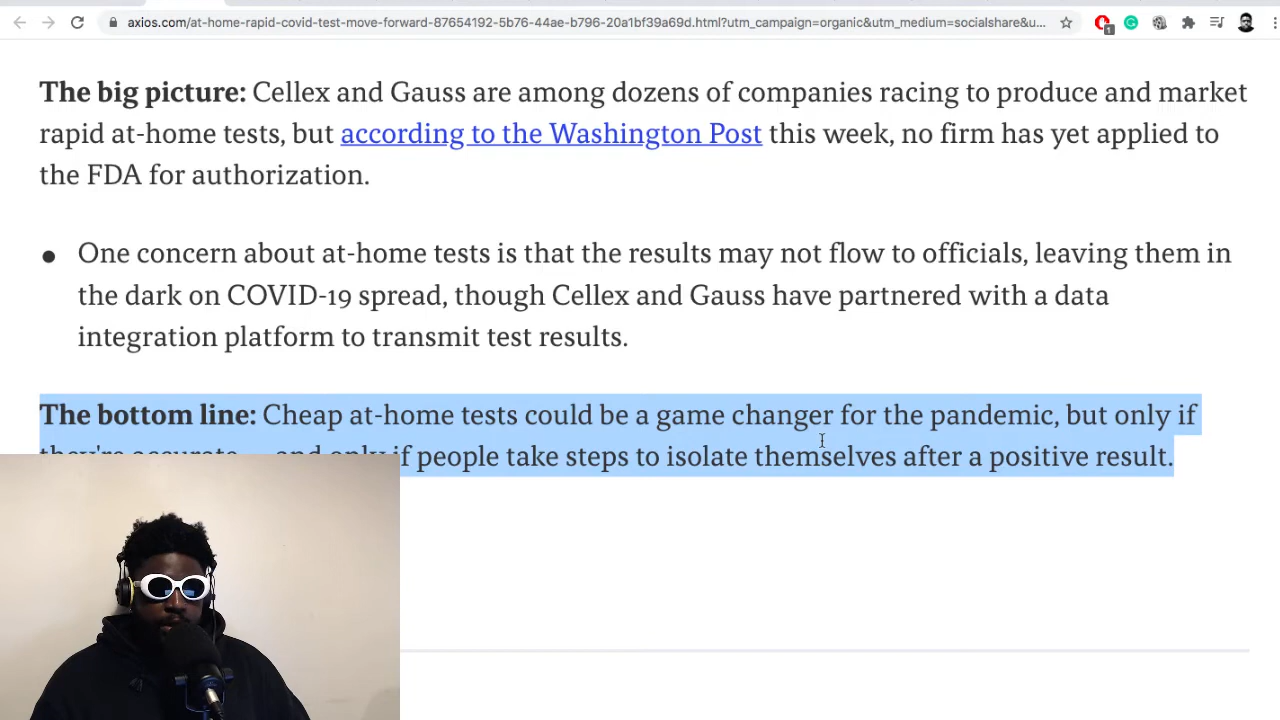 axios.com/at-home-rapid-covid-test-move-forward-87654192-5b76-44ae-b796-20a1bf39a69d.html?utm_campaign=organic&utm_medium=socialshare&u...
1
The big picture: Cellex and Gauss are among dozens of companies racing to produce and market
rapid at-home tests, but according to the Washington Post this week, no firm has yet applied to
the FDA for authorization.
● One concern about at-home tests is that the results may not flow to officials, leaving them in
the dark on COVID-19 spread, though Cellex and Gauss have partnered with a data
integration platform to transmit test results.
The bottom line: Cheap at-home tests could be a game changer for the pandemic, but only if
they're accurate — and only if people take steps to isolate themselves after a positive result.